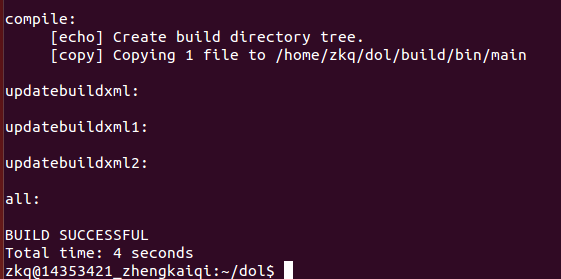 compile:
[echo] Create build directory tree.
[copy] Copying 1 file to /home/zkq/dol/build/bin/main
updatebuildxml:
updatebuildxml1:
updatebuildxml2:
all:
BUILD SUCCESSFUL
Total time: 4 seconds
zkq@14353421_zhengkaiqi:~/dol$